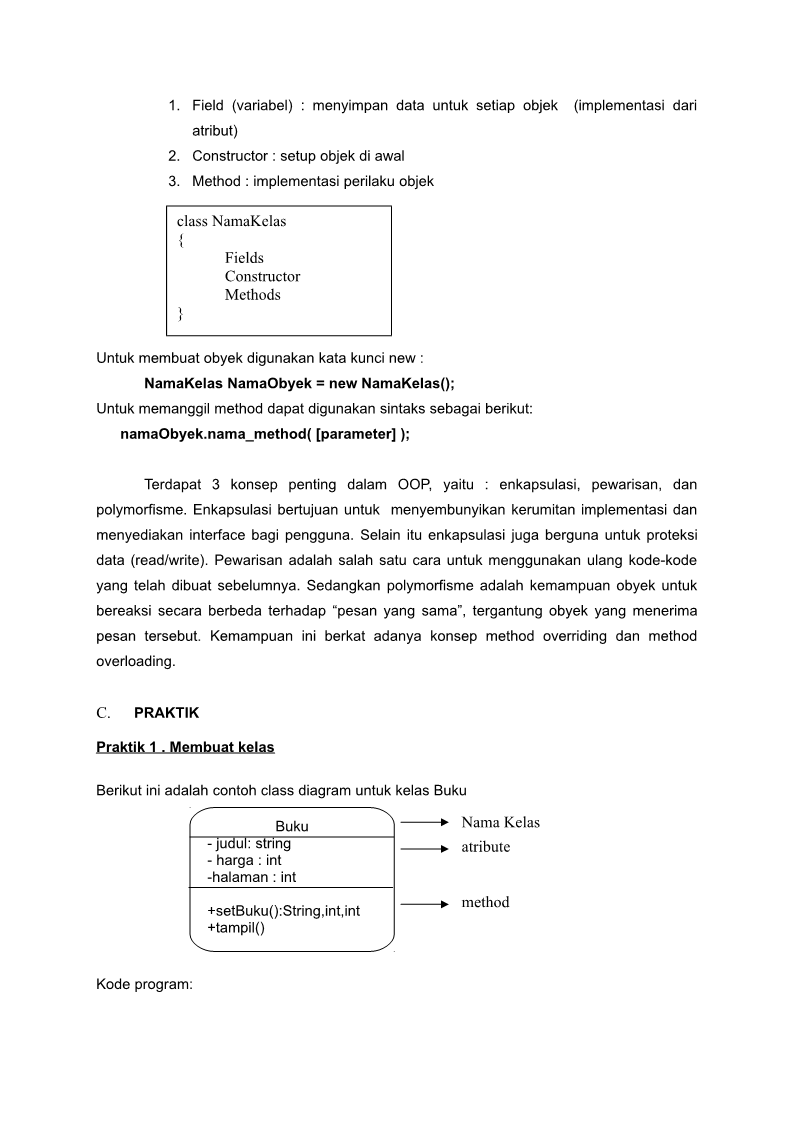 1. Field (variabel) : menyimpan data untuk setiap objek (implementasi dari
atribut)
2. Constructor : setup objek di awal
3. Method : implementasi perilaku objek
class NamaKelas
{
Fields
Constructor
Methods
}
Untuk membuat obyek digunakan kata kunci new :
NamaKelas NamaObyek = new NamaKelas();
Untuk memanggil method dapat digunakan sintaks sebagai berikut:
namaObyek.nama_method( [parameter] );
Terdapat 3 konsep penting dalam OOP, yaitu : enkapsulasi, pewarisan, dan
polymorfisme. Enkapsulasi bertujuan untuk menyembunyikan kerumitan implementasi dan
menyediakan interface bagi pengguna. Selain itu enkapsulasi juga berguna untuk proteksi
data (read/write). Pewarisan adalah salah satu cara untuk menggunakan ulang kode-kode
yang telah dibuat sebelumnya. Sedangkan polymorfisme adalah kemampuan obyek untuk
bereaksi secara berbeda terhadap “pesan yang sama”, tergantung obyek yang menerima
pesan tersebut. Kemampuan ini berkat adanya konsep method overriding dan method
overloading.
C. PRAKTIK
Praktik 1 . Membuat kelas
Berikut ini adalah contoh class diagram untuk kelas Buku
Buku
- judul: string
- harga : int
-halaman : int
+setBuku():String,int,int
+tampil()
Nama Kelas
atribute
method
Kode program: